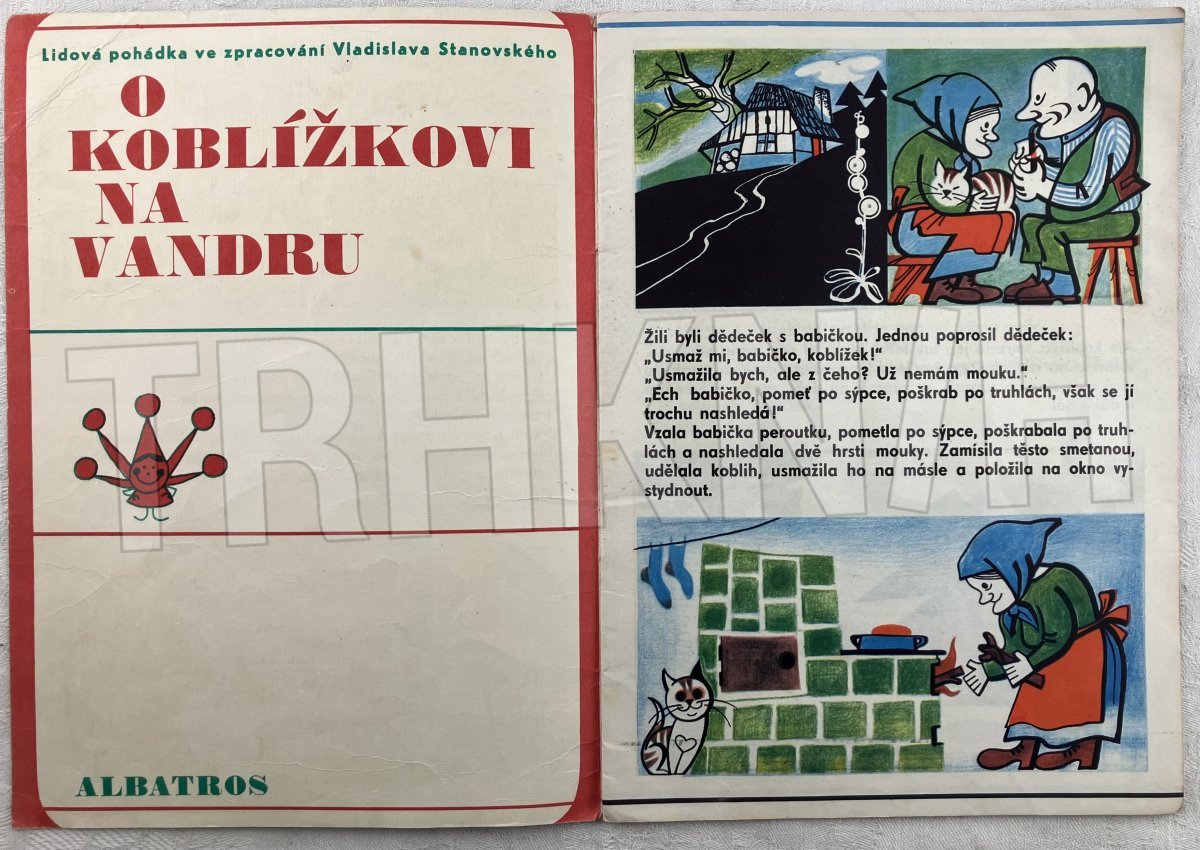 Lidová pohádka ve zpracování Vladislava Stanovského
O
KOBLÍŽKOVI
NA
VANDRU
ALBATROS
Žili byli dědeček s babičkou. Jednou poprosil dědeček:
„Usmaž mi, babičko, koblížek!“
„Usmažila bych, ale z čeho? Už nemám mouku.“
„Ech babičko, pomeť po sýpce, poškrab po truhlách, však se jí
trochu nashledá!“
Vzala babička peroutku, pometla po sýpce, poškrabala po truh-
lách a nashledala dvě hrsti mouky. Zamísila těsto smetanou,
udělala koblih, usmažila ho na másle a položila na okno vy-
stydnout.
TRHKNIH